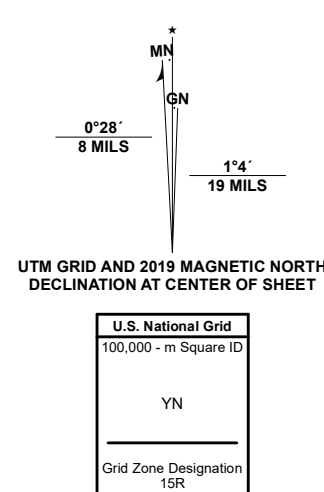 ★
MN
GN
0°28´
8 MILS
1°4´
19 MILS
UTM GRID AND 2019 MAGNETIC NORTH
DECLINATION AT CENTER OF SHEET
U.S. National Grid
100,000 - m Square ID
YN
Grid Zone Designation
15R